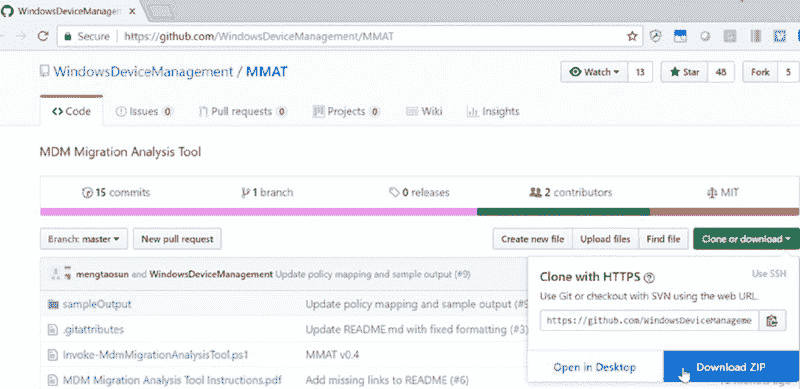 WindowsDeviceManagem
Secure https://github.com/WindowsDeviceManagement/MMAT
WindowsDeviceManagement / MMAT
Watch 13 Star 48 Fork 5
Code Issues 0 Pull requests 0 Projects 0 Wiki Insights
MDM Migration Analysis Tool
15 commits 1 branch 0 releases 2 contributors MIT
Branch: master New pull request Create new file Upload files Find file Clone or download
mengtaosun and WindowsDeviceManagement Update policy mapping and sample output (#9)
sampleOutput Update policy mapping and sample output (#9
.gitattributes Update README.md with fixed formatting (#3)
Invoke-MdmMigrationAnalysisTool.ps1 MMAT v0.4
MDM Migration Analysis Tool Instructions.pdf Add missing links to README (#6)
Clone with HTTPS Use SSH
Use Git or checkout with SVN using the web URL.
https://github.com/WindowsDeviceManageme
Open in Desktop Download ZIP